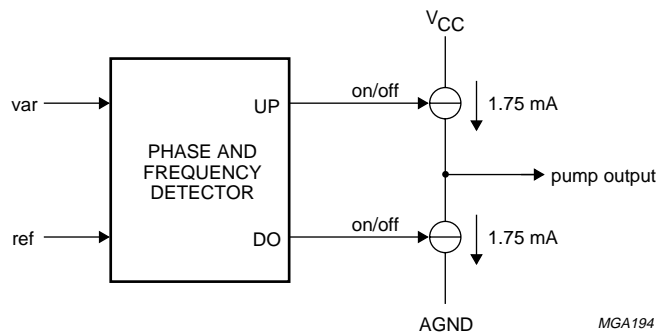 VCC
on/off
var
UP
1.75 mA
PHASE AND
FREQUENCY
DETECTOR
pump output
on/off
ref
DO
1.75 mA
AGND
MGA194